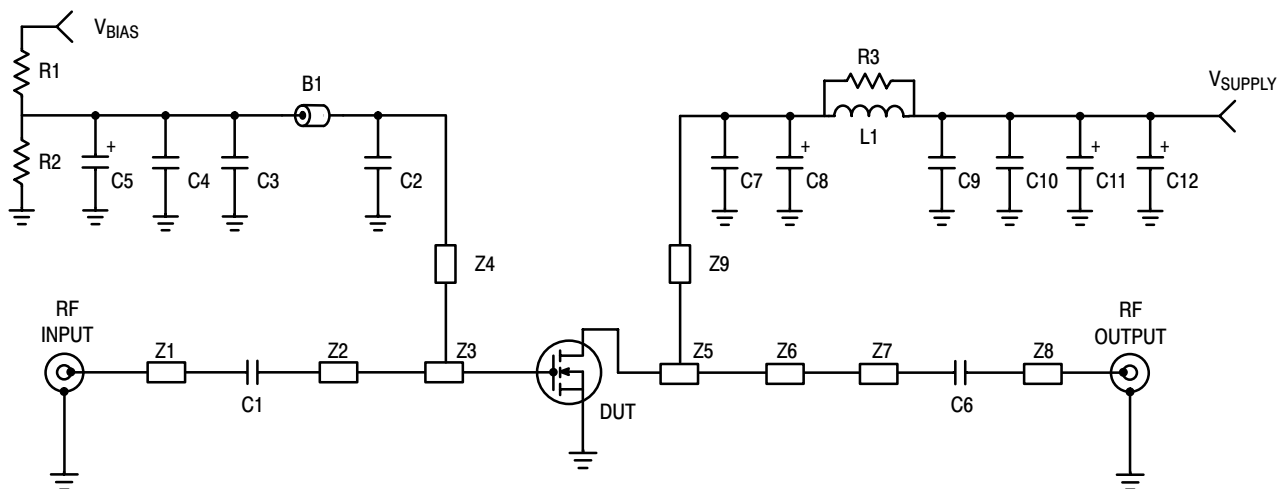 VBIAS
R1
B1
R3
VSUPPLY
R2
+
C5
C4
C3
C2
C7
+
C8
L1
C9
C10
+
C11
+
C12
Z4
Z9
RF
INPUT
Z1
C1
Z2
Z3
DUT
Z5
Z6
Z7
C6
Z8
RF
OUTPUT